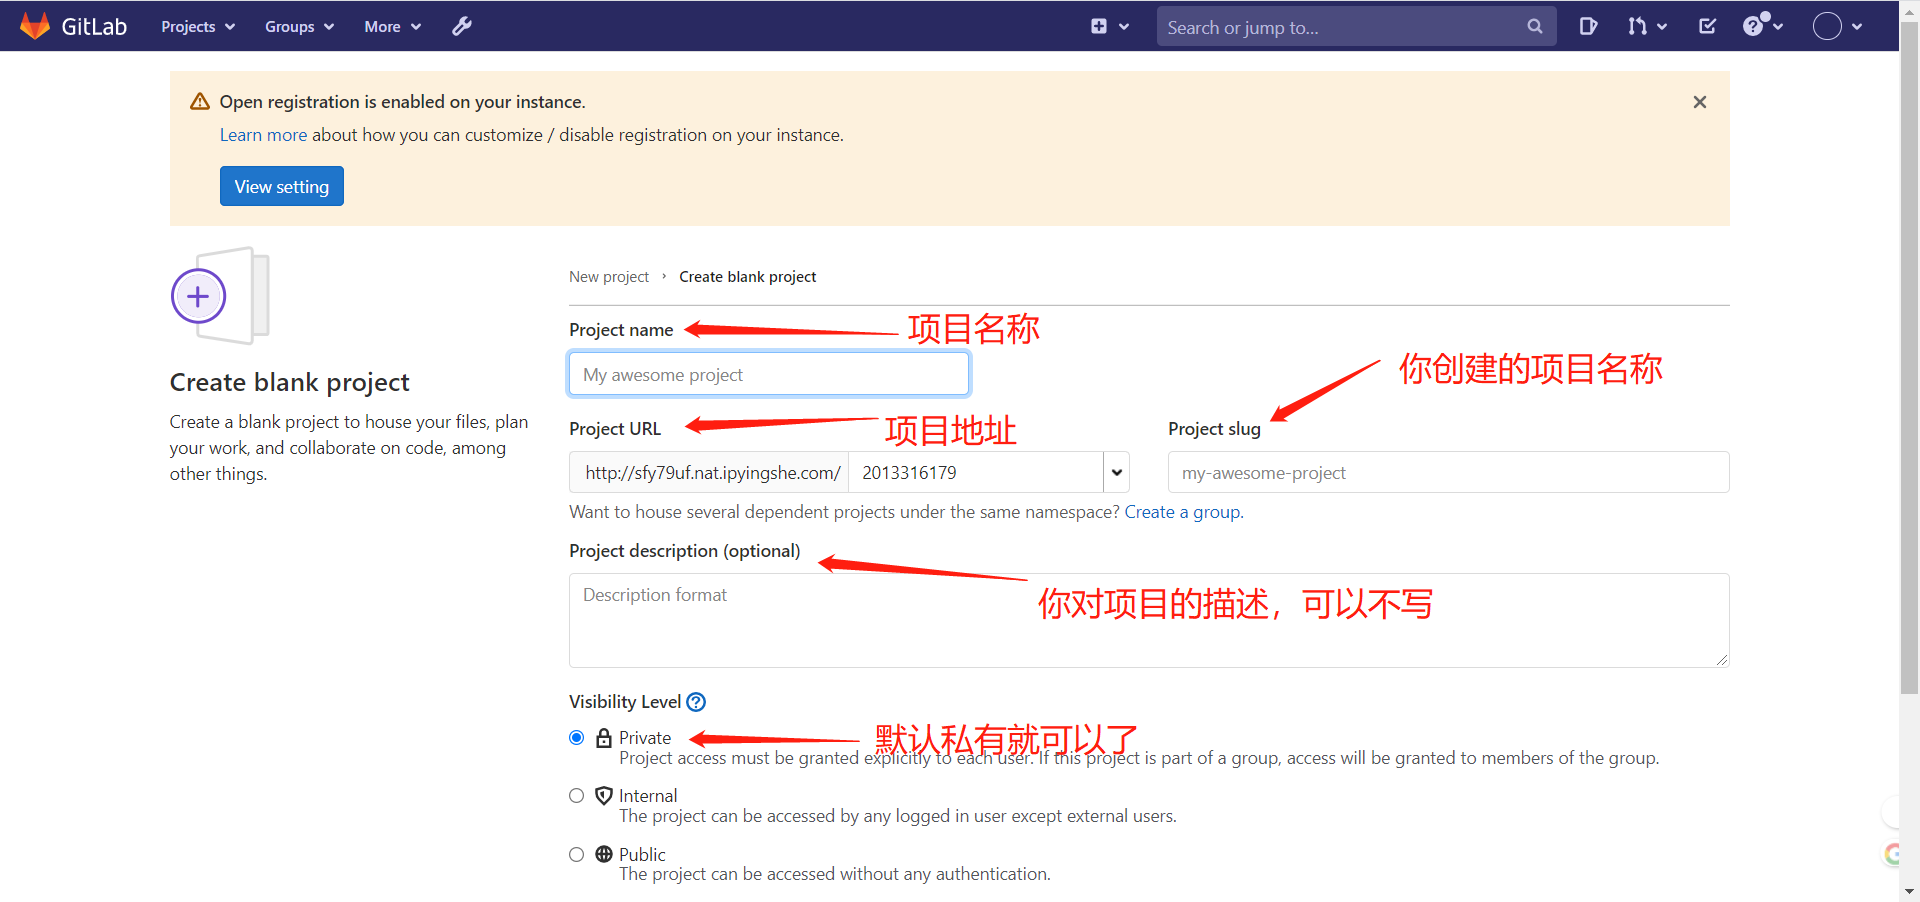 GitLab Projects Groups More Search or jump to...
Open registration is enabled on your instance.
Learn more about how you can customize / disable registration on your instance.
View setting
New project › Create blank project
Project name 项目名称
My awesome project
Create blank project
Create a blank project to house your files, plan
your work, and collaborate on code, among
other things.
你创建的项目名称
Project URL 项目地址
Project slug
http://sfy79uf.nat.ipyingshe.com/ 2013316179
my-awesome-project
Want to house several dependent projects under the same namespace? Create a group.
Project description (optional)
Description format
你对项目的描述，可以不写
Visibility Level
Private 默认私有就可以了
Project access must be granted explicitly to each user. If this project is part of a group, access will be granted to members of the group.
Internal
The project can be accessed by any logged in user except external users.
Public
The project can be accessed without any authentication.